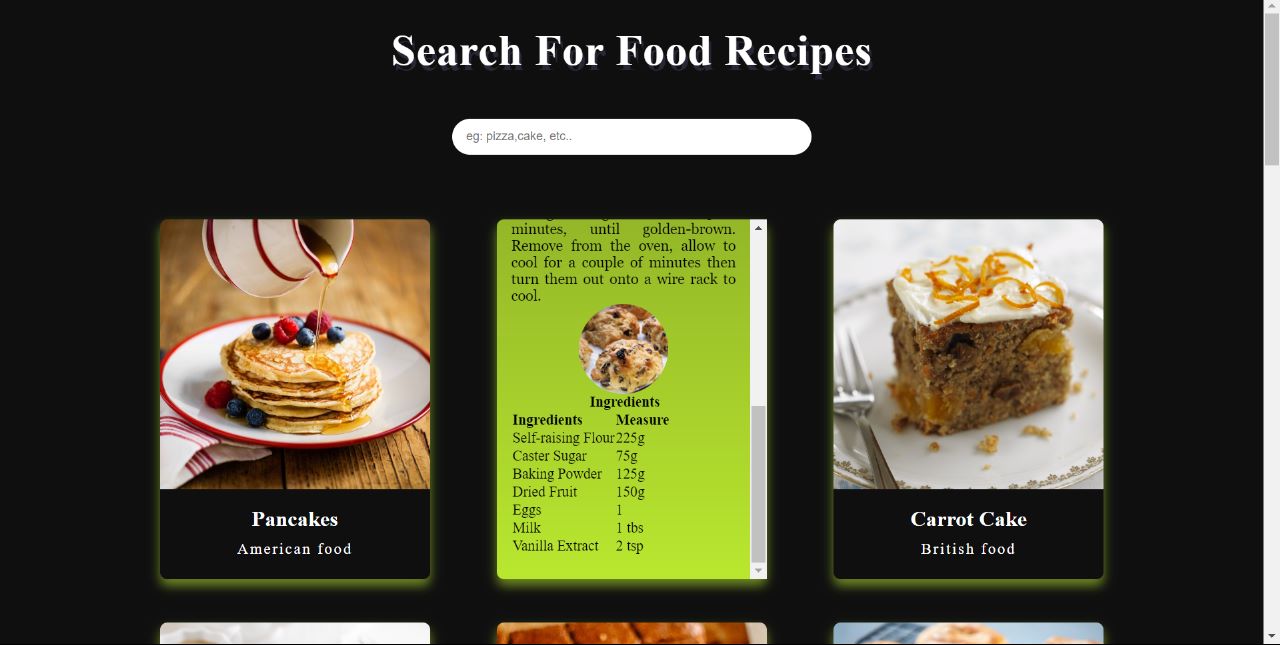 Search For Food Recipes
eg: pizza,cake, etc..
minutes, until golden-brown.
Remove from the oven, allow to
cool for a couple of minutes then
turn them out onto a wire rack to
cool.
Ingredients
Ingredients Measure
Self-raising Flour 225g
Caster Sugar 75g
Baking Powder 125g
Dried Fruit 150g
Eggs 1
Milk 1 tbs
Vanilla Extract 2 tsp
Pancakes
American food
Carrot Cake
British food